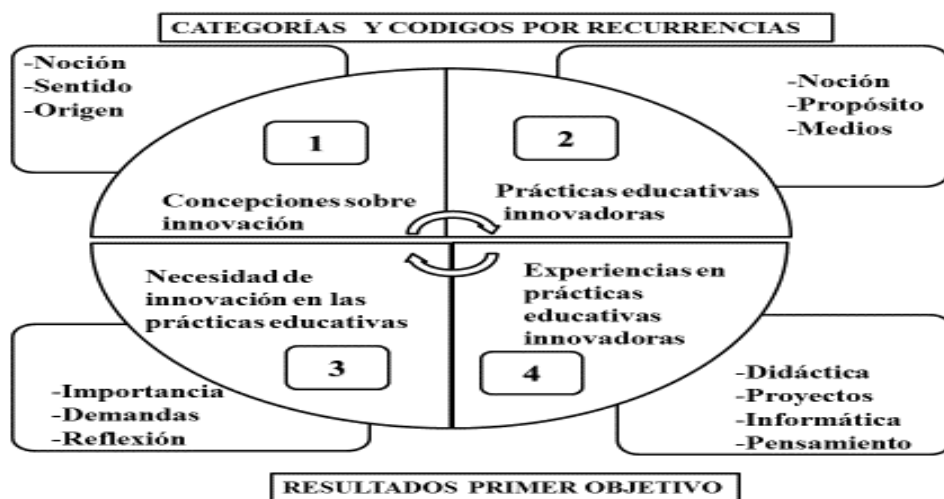 CATEGORÍAS Y CODIGOS POR RECURRENCIAS
-Noción
-Sentido
-Origen
1
Concepciones sobre
innovación
-Noción
-Propósito
-Medios
2
Prácticas educativas
innovadoras
Necesidad de
innovación en las
prácticas educativas
3
-Importancia
-Demandas
-Reflexión
Experiencias en
prácticas
educativas
innovadoras
4
-Didáctica
-Proyectos
-Informática
-Pensamiento
RESULTADOS PRIMER OBJETIVO